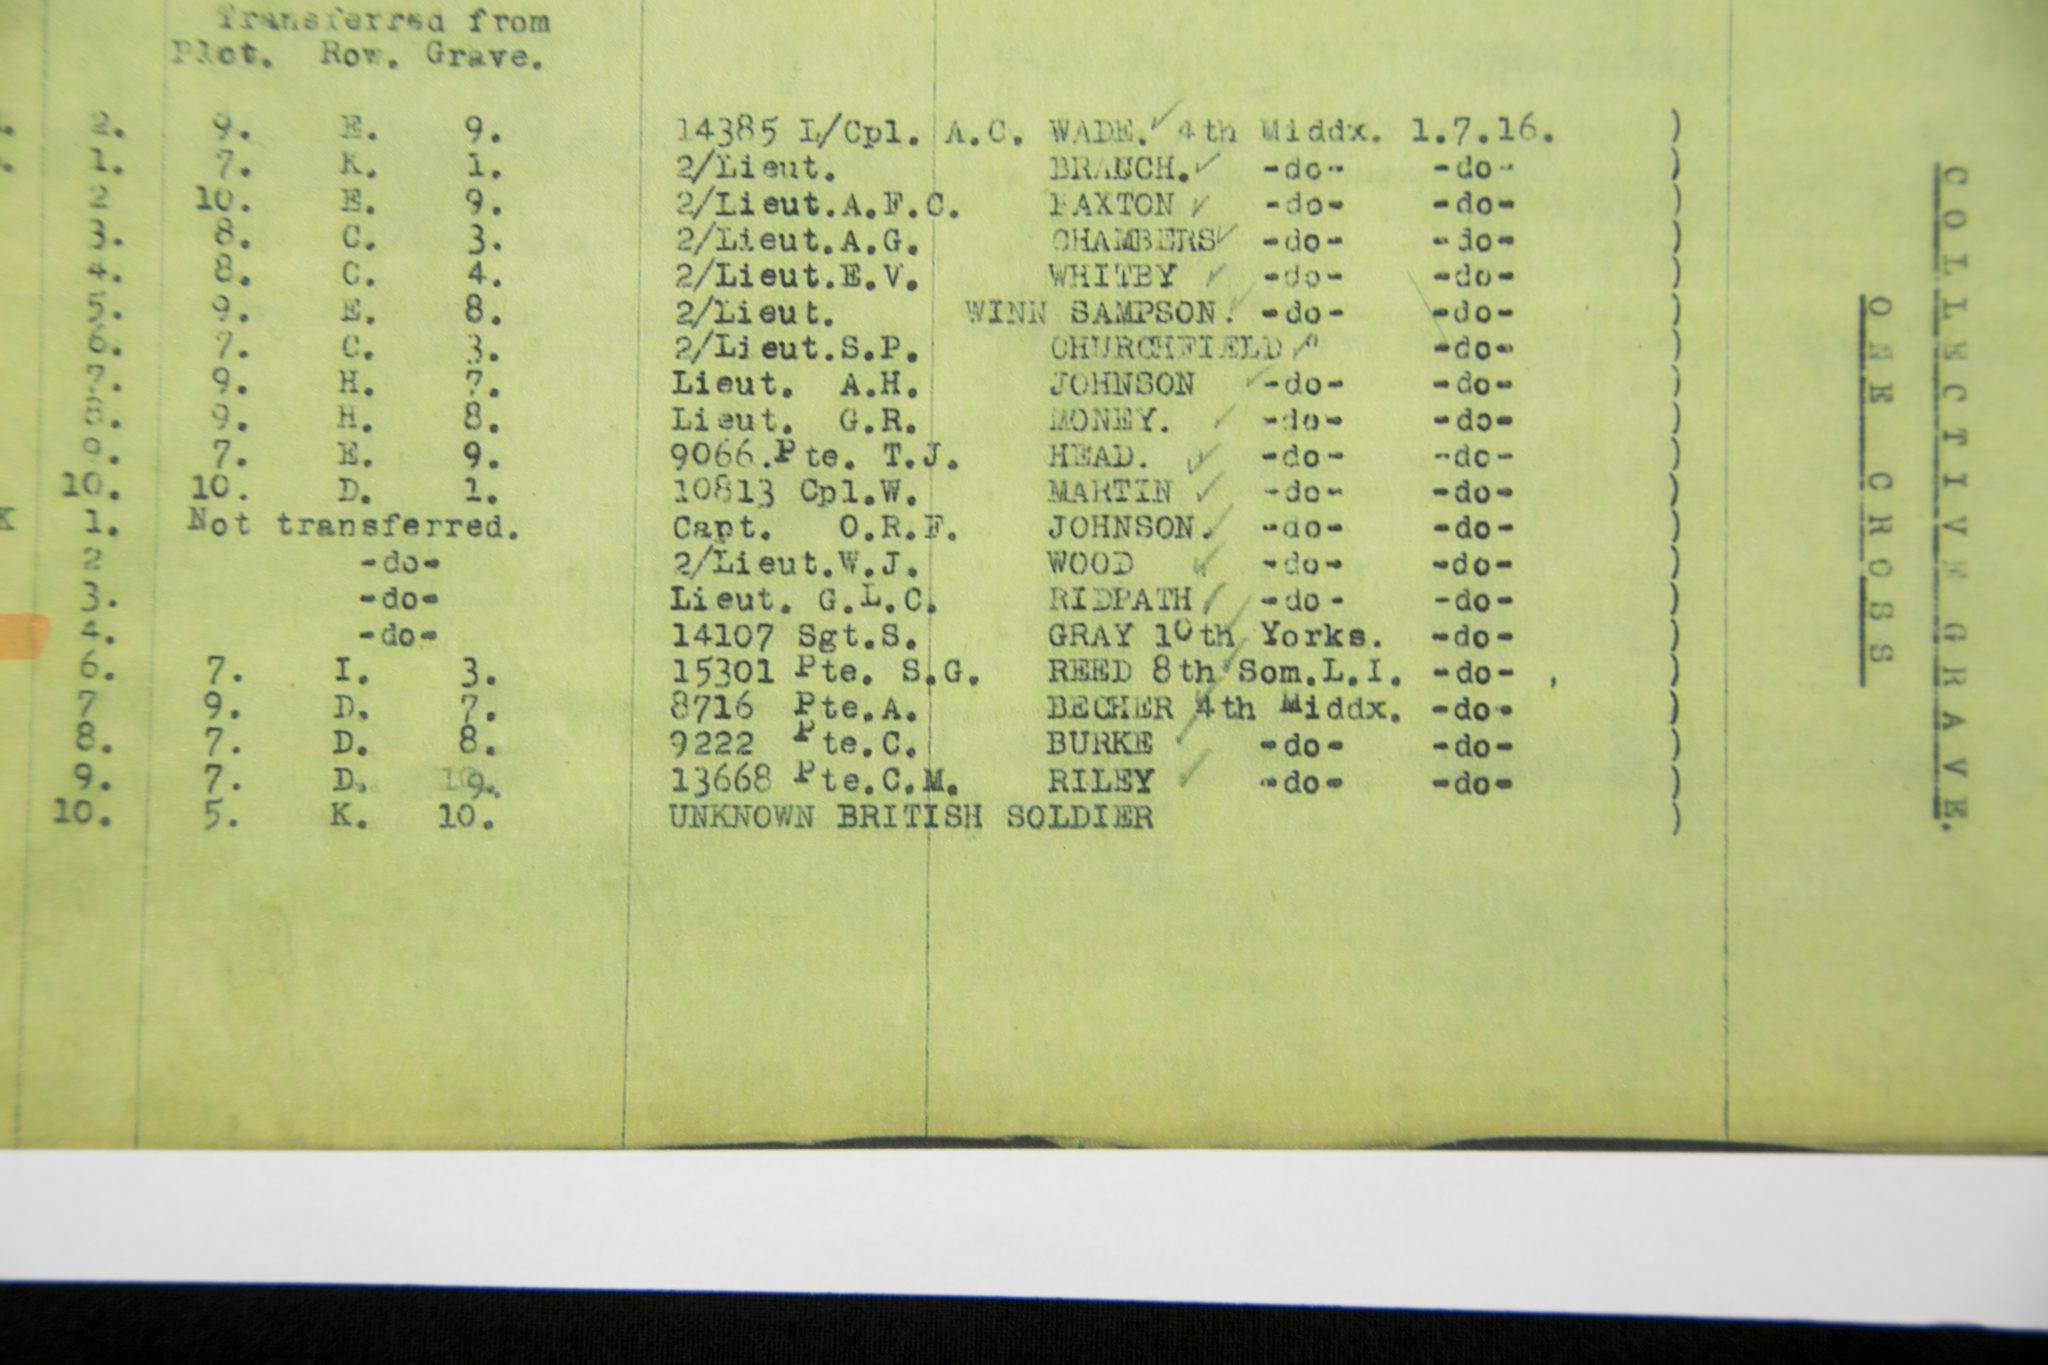 Transferred from
Plot. Row. Grave.
2. 9. E. 9. 14385 L/Cpl. A.C. WADE. 4th Middx. 1.7.16. )
1. 7. K. 1. 2/Lieut. BRANCH. -do- -do- )
2 10. E. 9. 2/Lieut.A.F.C. PAXTON -do- -do- )
3. 8. C. 3. 2/Lieut.A.G. CHAMBERS -do- -do- )
4. 8. C. 4. 2/Lieut.E.V. WHITBY -do- -do- )
5. 9. E. 8. 2/Lieut. WINN SAMPSON. -do- -do- )
6. 7. C. 3. 2/Lieut.S.P. CHURCHFIELD -do- )
7. 9. H. 7. Lieut. A.H. JOHNSON -do- -do- )
8. 9. H. 8. Lieut. G.R. MONEY. -do- -do- )
9. 7. E. 9. 9066.Pte. T.J. HEAD. -do- -do- )
10. 10. D. 1. 10813 Cpl.W. MARTIN -do- -do- )
K 1. Not transferred. Capt. O.R.F. JOHNSON. -do- -do- )
2 -do- 2/Lieut.W.J. WOOD -do- -do- )
3. -do- Lieut. G.L.C. RIDPATH -do- -do- )
4. -do- 14107 Sgt.S. GRAY 10th Yorks. -do- )
6. 7. I. 3. 15301 Pte. S.G. REED 8th Som.L.I. -do- , )
7 9. D. 7. 8716 Pte.A. BECHER 4th Middx. -do- )
8. 7. D. 8. 9222 Pte.C. BURKE -do- -do- )
9. 7. D. 9. 13668 Pte.C.M. RILEY -do- -do- )
10. 5. K. 10. UNKNOWN BRITISH SOLDIER )
COLLECTIVE GRAVE.
ONE CROSS